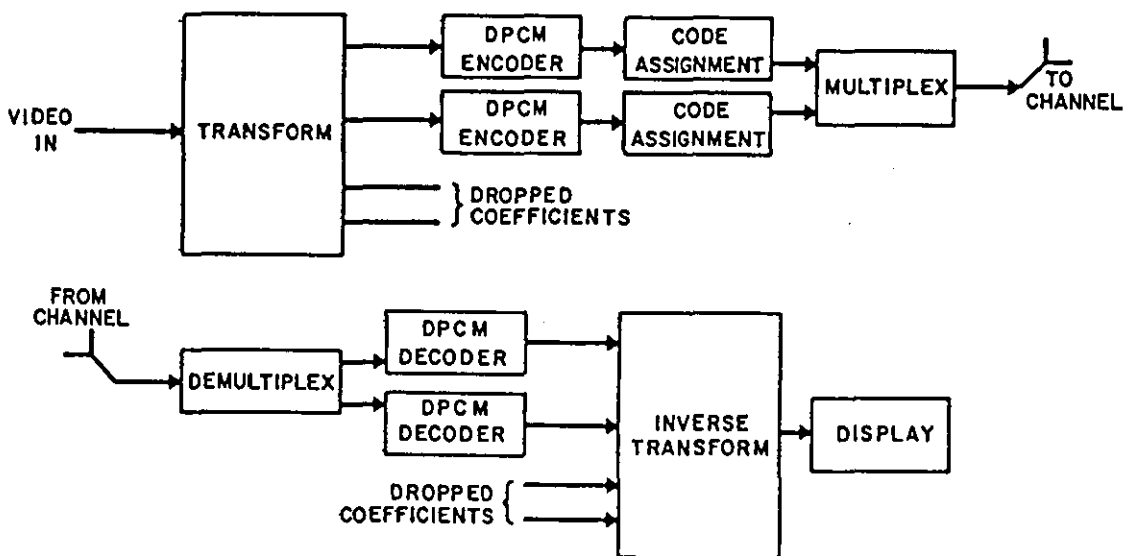 VIDEO
IN
TRANSFORM
DPCM
ENCODER
CODE
ASSIGNMENT
DPCM
ENCODER
CODE
ASSIGNMENT
MULTIPLEX
TO
CHANNEL
DROPPED
COEFFICIENTS
FROM
CHANNEL
DEMULTIPLEX
DPCM
DECODER
DPCM
DECODER
DROPPED
COEFFICIENTS
INVERSE
TRANSFORM
DISPLAY